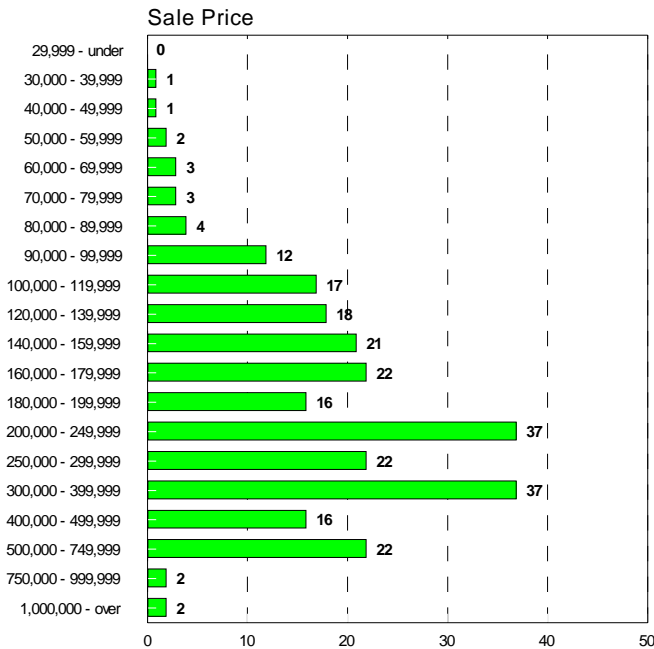 Sale Price
29,999 - under 0
30,000 - 39,999 1
40,000 - 49,999 1
50,000 - 59,999 2
60,000 - 69,999 3
70,000 - 79,999 3
80,000 - 89,999 4
90,000 - 99,999 12
100,000 - 119,999 17
120,000 - 139,999 18
140,000 - 159,999 21
160,000 - 179,999 22
180,000 - 199,999 16
200,000 - 249,999 37
250,000 - 299,999 22
300,000 - 399,999 37
400,000 - 499,999 16
500,000 - 749,999 22
750,000 - 999,999 2
1,000,000 - over 2
0 10 20 30 40 50